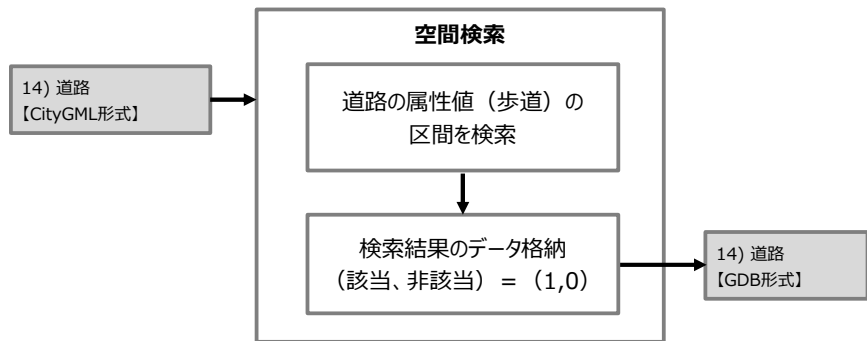 空間検索
14) 道路
【CityGML形式】
道路の属性値（歩道）の
区間を検索
検索結果のデータ格納
（該当、非該当）＝（1,0）
14) 道路
【GDB形式】